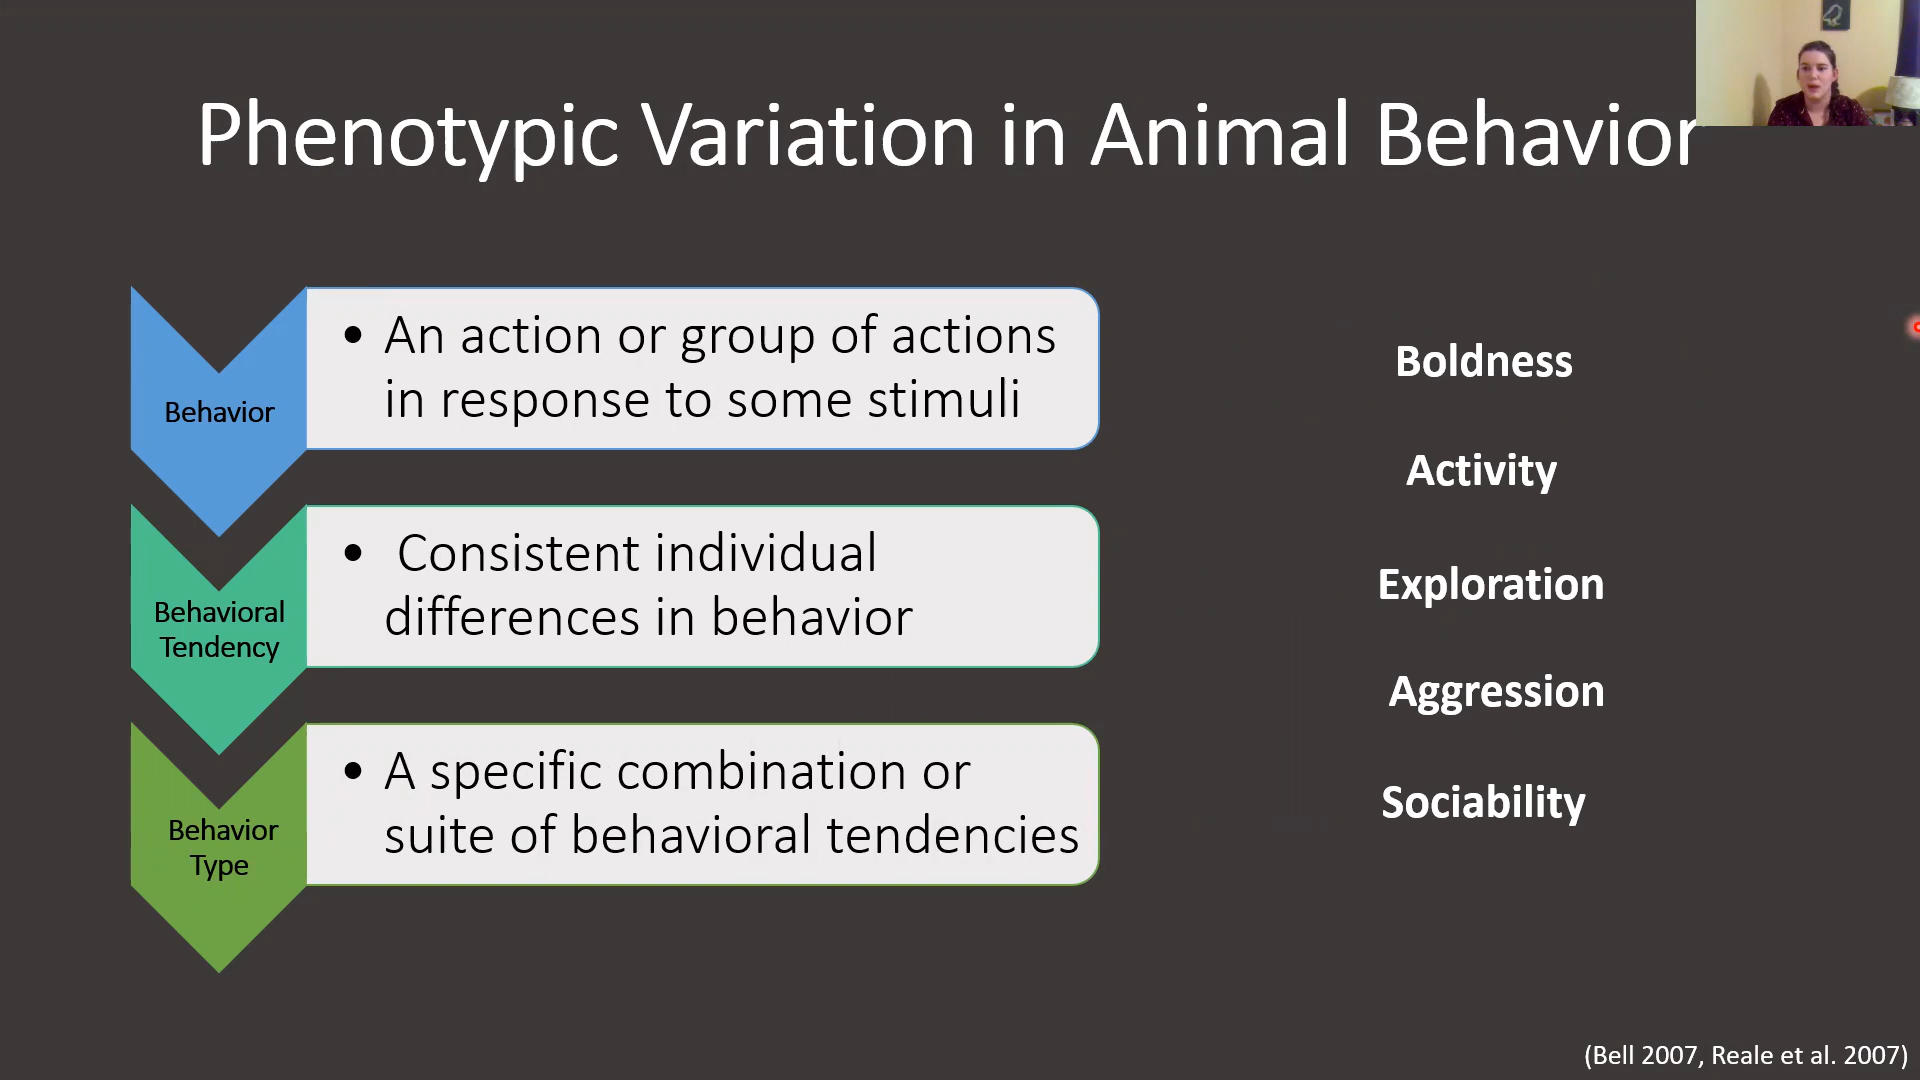 Phenotypic Variation in Animal Behavior
Behavior
• An action or group of actions
in response to some stimuli
Behavioral
Tendency
• Consistent individual
differences in behavior
Behavior
Type
• A specific combination or
suite of behavioral tendencies
Boldness
Activity
Exploration
Aggression
Sociability
(Bell 2007, Reale et al. 2007)